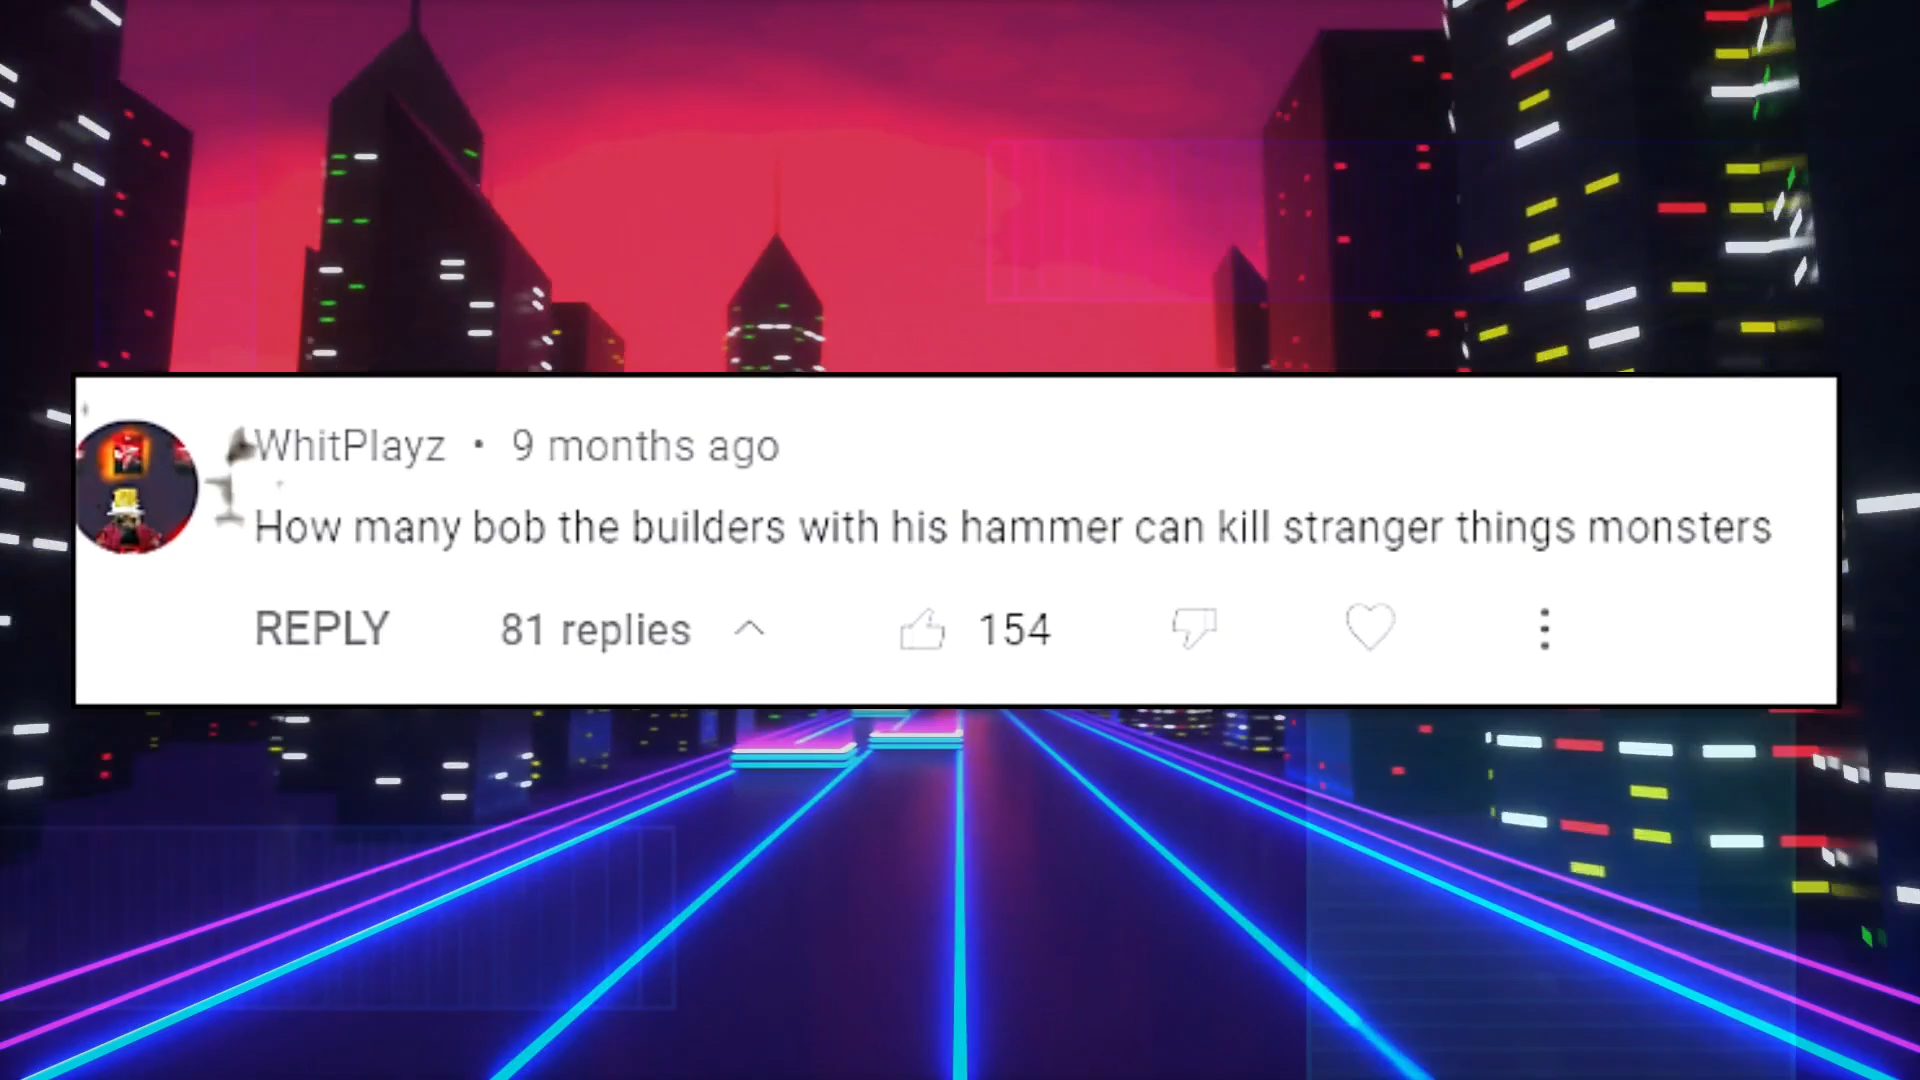 WhitPlayz • 9 months ago
How many bob the builders with his hammer can kill stranger things monsters
REPLY 81 replies 154